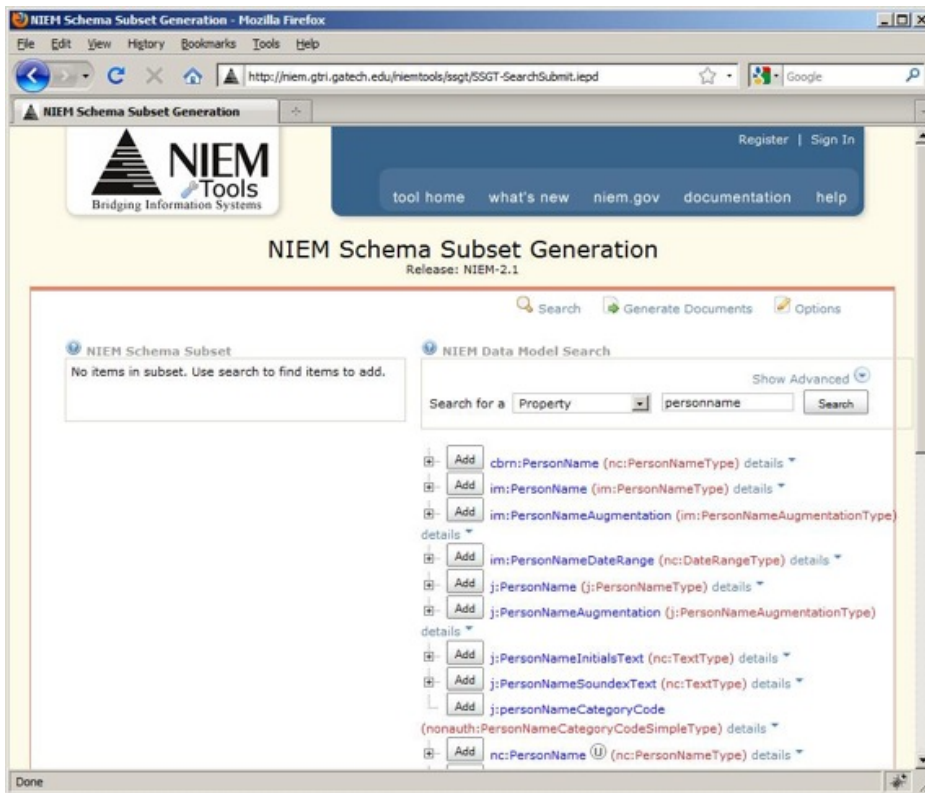 NIEM Schema Subset Generation - Mozilla Firefox
File Edit View History Bookmarks Tools Help
http://niem.gtri.gatech.edu/niemtools/ssgt/SSGT-SearchSubmit.iepd Google
NIEM Schema Subset Generation
Register | Sign In
NIEM
Tools
Bridging Information Systems
tool home what's new niem.gov documentation help
NIEM Schema Subset Generation
Release: NIEM-2.1
Search Generate Documents Options
NIEM Schema Subset
No items in subset. Use search to find items to add.
NIEM Data Model Search
Show Advanced
Search for a Property personname Search
Add cbrn:PersonName (nc:PersonNameType) details
Add im:PersonName (im:PersonNameType) details
Add im:PersonNameAugmentation (im:PersonNameAugmentationType)
details
Add im:PersonNameDateRange (nc:DateRangeType) details
Add j:PersonName (j:PersonNameType) details
Add j:PersonNameAugmentation (j:PersonNameAugmentationType)
details
Add j:PersonNameInitialsText (nc:TextType) details
Add j:PersonNameSoundexText (nc:TextType) details
Add j:personNameCategoryCode
(nonauth:PersonNameCategoryCodeSimpleType) details
Add nc:PersonName U (nc:PersonNameType) details
Done